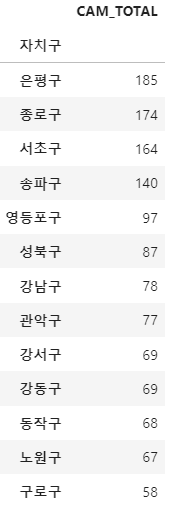 CAM_TOTAL
자치구
은평구 185
종로구 174
서초구 164
송파구 140
영등포구 97
성북구 87
강남구 78
관악구 77
강서구 69
강동구 69
동작구 68
노원구 67
구로구 58